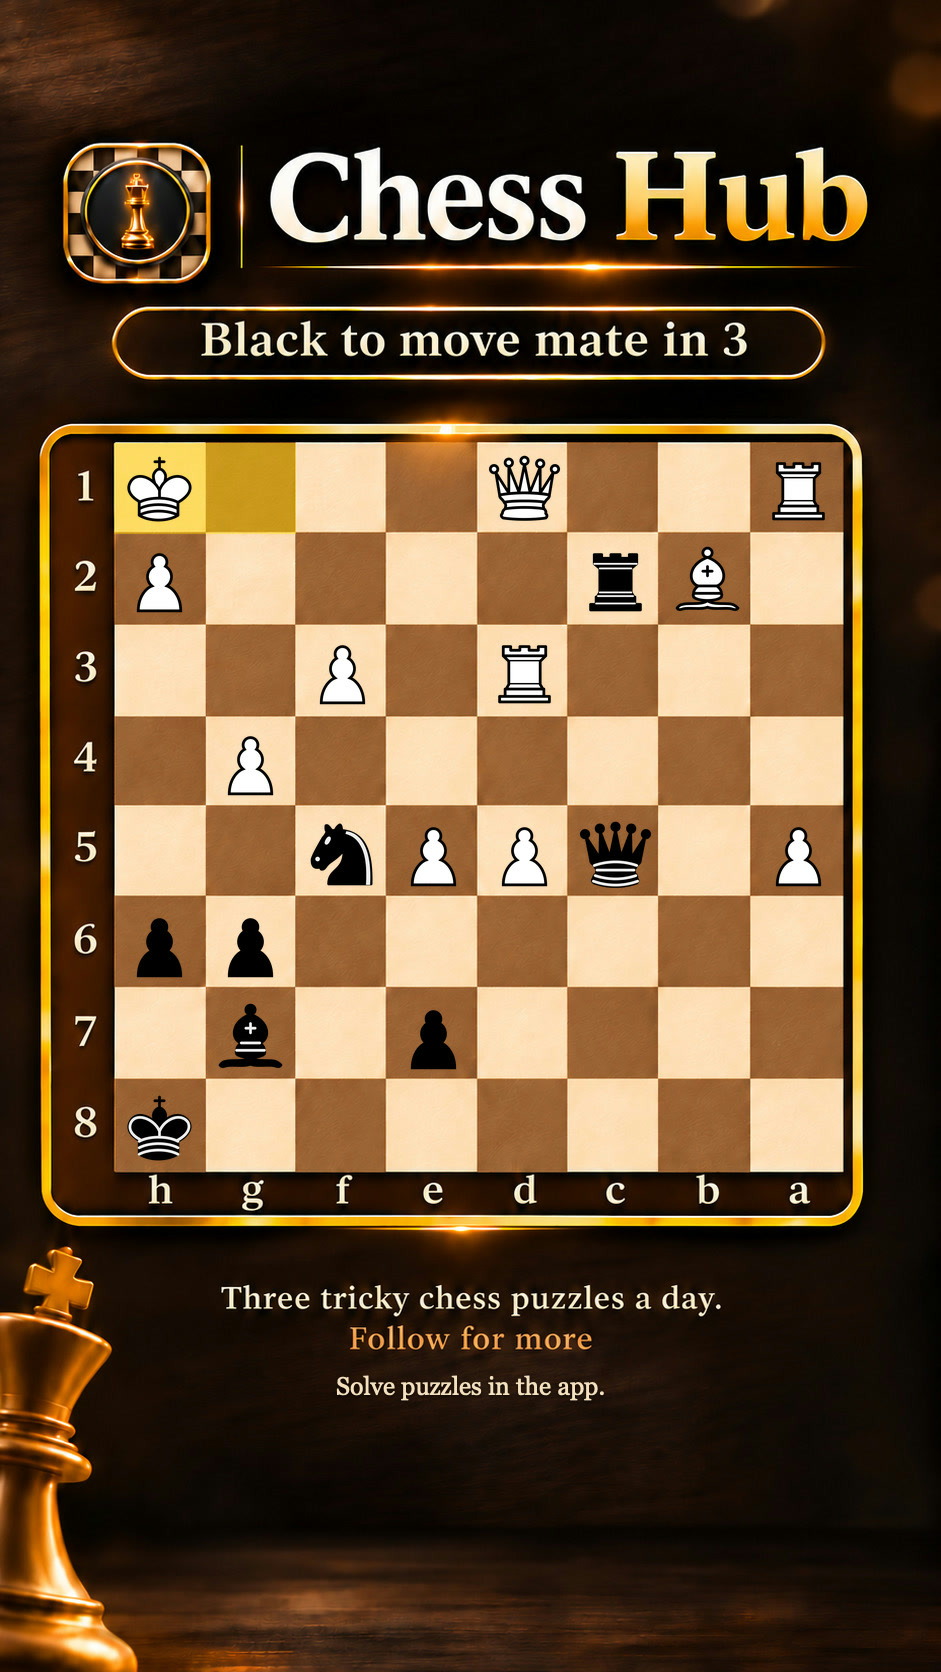 Chess Hub
Black to move mate in 3
1
2
3
4
5
6
7
8
h g f e d c b a
Three tricky chess puzzles a day.
Follow for more
Solve puzzles in the app.